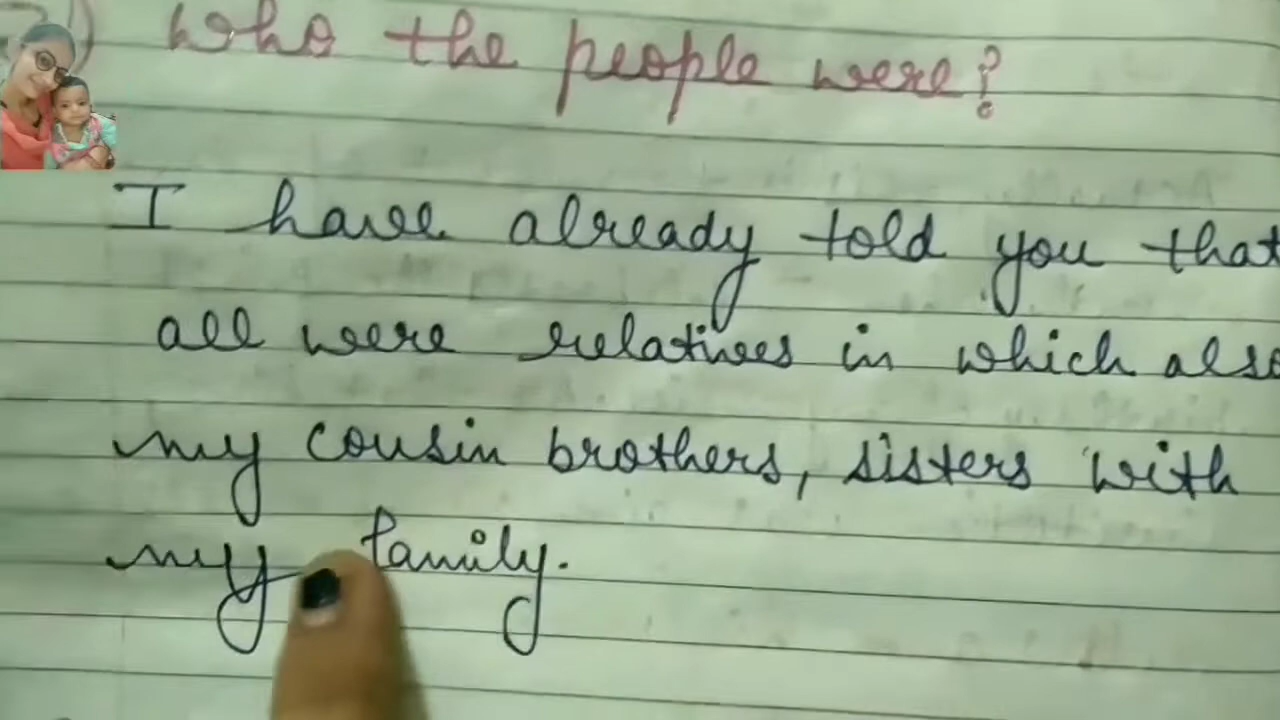 who the people were?
I have already told you that
all were relatives in which also
my cousin brothers, sisters with
my family.